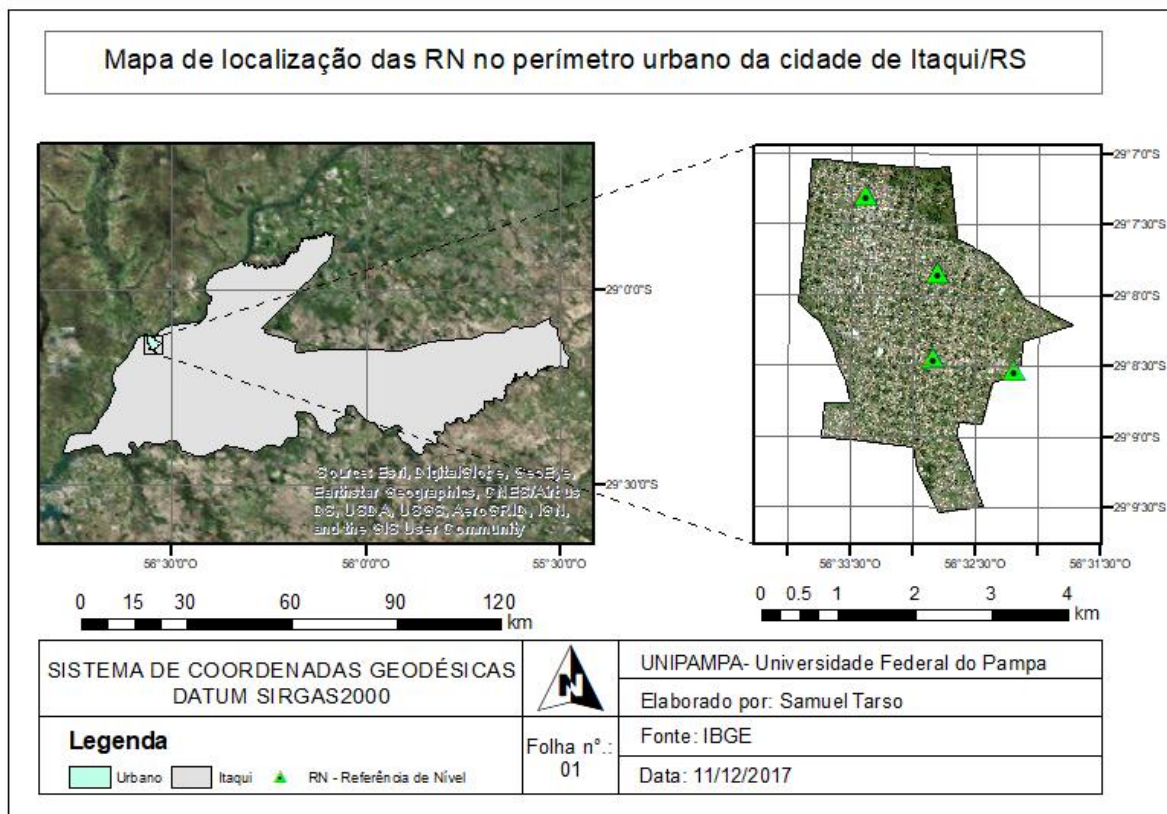 Mapa de localização das RN no perímetro urbano da cidade de Itaqui/RS
29°0'0"S
29°30'0"S
Source: Esri, DigitalGlobe, GeoEye,
Earthstar Geographics, CNES/Airbus
DS, USDA, USGS, AeroGRID, IGN,
and the GIS User Community
56°30'0"O
56°0'0"O
55°30'0"O
0 15 30 60 90 120
km
29°7'0"S
29°7'30"S
29°8'0"S
29°8'30"S
29°9'0"S
29°9'30"S
56°33'30"O
56°32'30"O
56°31'30"O
0 0.5 1 2 3 4
km
SISTEMA DE COORDENADAS GEODÉSICAS
DATUM SIRGAS2000
Legenda
Urbano Itaqui RN - Referência de Nível
N
Folha n°.:
01
UNIPAMPA- Universidade Federal do Pampa
Elaborado por: Samuel Tarso
Fonte: IBGE
Data: 11/12/2017